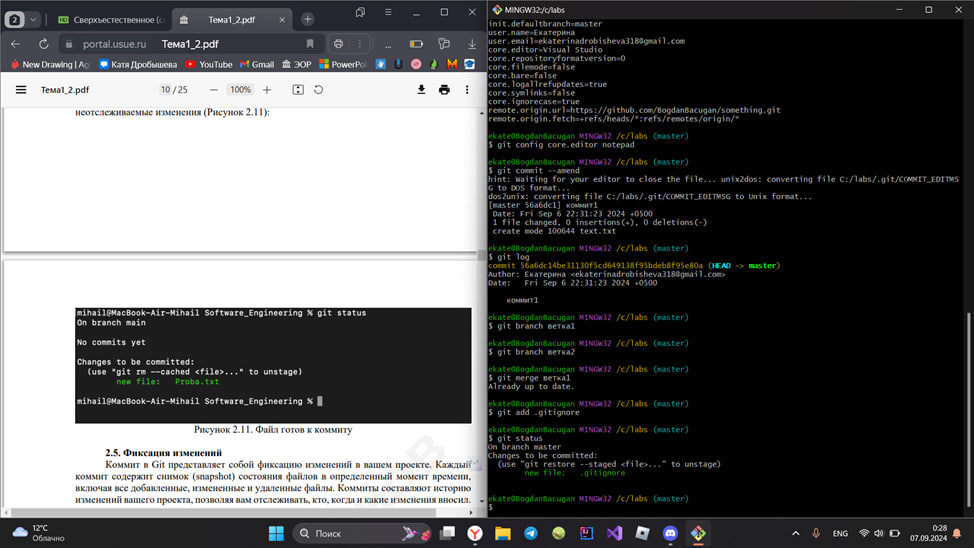 2
Сверхъестественное (с
Тема1_2.pdf
portal.usue.ru
Тема1_2.pdf
New Drawing | Ag
Катя Дробышева
YouTube
Gmail
ЭОР
PowerPoi
Тема1_2.pdf
10 / 25
100%
неотслеживаемые изменения (Рисунок 2.11):
mihail@MacBook-Air-Mihail Software_Engineering % git status
On branch main
No commits yet
Changes to be committed:
(use "git rm --cached <file>..." to unstage)
new file:   Proba.txt
mihail@MacBook-Air-Mihail Software_Engineering %
Рисунок 2.11. Файл готов к коммиту
2.5. Фиксация изменений
Коммит в Git представляет собой фиксацию изменений в вашем проекте. Каждый
коммит содержит снимок (snapshot) состояния файлов в определенный момент времени,
включая все добавленные, измененные и удаленные файлы. Коммиты составляют историю
изменений вашего проекта, позволяя вам отслеживать, кто, когда и какие изменения вносил.
MINGW32:/c/labs
init.defaultbranch=master
user.name=Екатерина
user.email=ekaterinadrobisheva318@gmail.com
core.editor=Visual Studio
core.repositoryformatversion=0
core.filemode=false
core.bare=false
core.logallrefupdates=true
core.symlinks=false
core.ignorecase=true
remote.origin.url=https://github.com/BogdanBacugan/something.git
remote.origin.fetch=+refs/heads/*:refs/remotes/origin/*
ekate@BogdanBacugan MINGW32 /c/labs (master)
$ git config core.editor notepad
ekate@BogdanBacugan MINGW32 /c/labs (master)
$ git commit --amend
hint: Waiting for your editor to close the file... unix2dos: converting file C:/labs/.git/COMMIT_EDITMS
G to DOS format...
dos2unix: converting file C:/labs/.git/COMMIT_EDITMSG to Unix format...
[master 56a6dc1] коммит1
Date: Fri Sep 6 22:31:23 2024 +0500
1 file changed, 0 insertions(+), 0 deletions(-)
create mode 100644 text.txt
ekate@BogdanBacugan MINGW32 /c/labs (master)
$ git log
commit 56a6dc14be31130f5cd649138f95bdeb8f95e80a (HEAD -> master)
Author: Екатерина <ekaterinadrobisheva318@gmail.com>
Date:   Fri Sep 6 22:31:23 2024 +0500
коммит1
ekate@BogdanBacugan MINGW32 /c/labs (master)
$ git branch ветка1
ekate@BogdanBacugan MINGW32 /c/labs (master)
$ git branch ветка2
ekate@BogdanBacugan MINGW32 /c/labs (master)
$ git merge ветка1
Already up to date.
ekate@BogdanBacugan MINGW32 /c/labs (master)
$ git add .gitignore
ekate@BogdanBacugan MINGW32 /c/labs (master)
$ git status
On branch master
Changes to be committed:
(use "git restore --staged <file>..." to unstage)
new file:   .gitignore
ekate@BogdanBacugan MINGW32 /c/labs (master)
$
12°C
Облачно
Поиск
ENG
0:28
07.09.2024